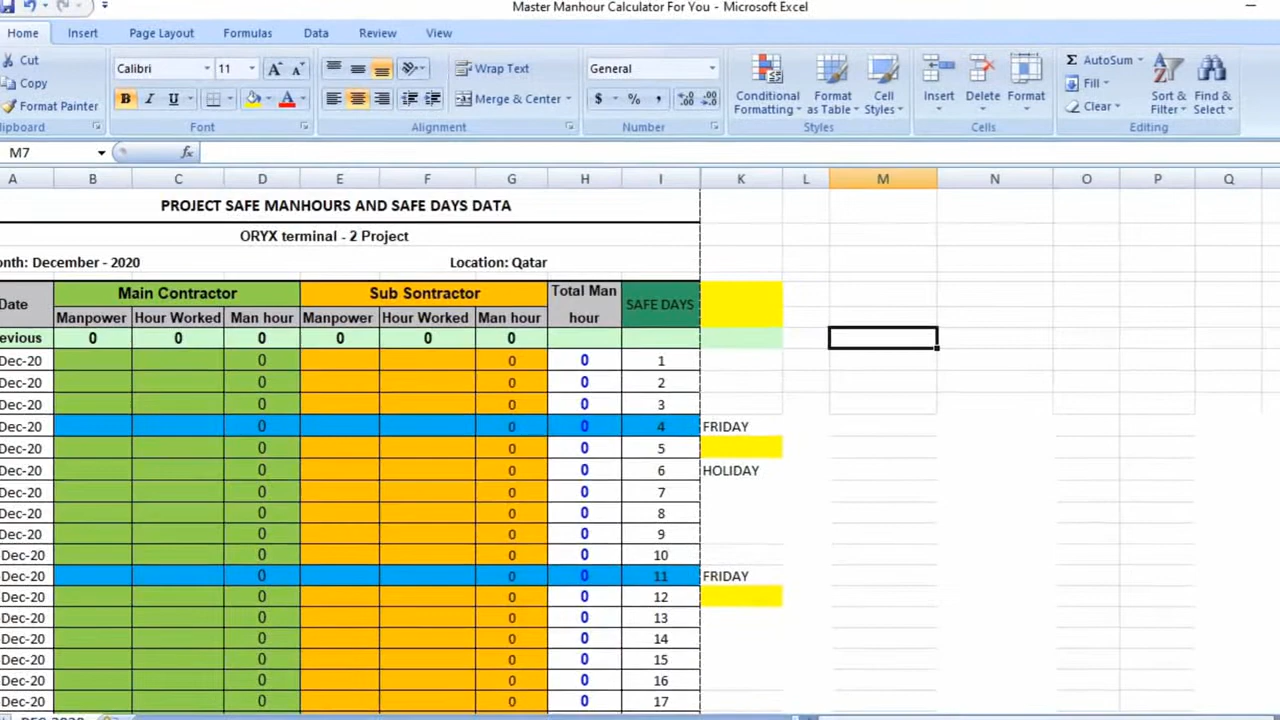 Master Manhour Calculator For You - Microsoft Excel
Home Insert Page Layout Formulas Data Review View
Cut Calibri 11 A A Wrap Text General AutoSum
Copy Fill
Format Painter B I U A Merge & Center $ % , Conditional Formatting Format as Table Cell Styles Insert Delete Format Clear Sort & Filter Find & Select
lipboard Font Alignment Number Styles Cells Editing
M7 fx
A B C D E F G H I K L M N O P Q
PROJECT SAFE MANHOURS AND SAFE DAYS DATA
ORYX terminal - 2 Project
onth: December - 2020 Location: Qatar
Date Main Contractor Sub Sontractor Total Man hour SAFE DAYS
Manpower Hour Worked Man hour Manpower Hour Worked Man hour
evious 0 0 0 0 0 0
Dec-20 0 0 0 1
Dec-20 0 0 0 2
Dec-20 0 0 0 3
Dec-20 0 0 0 4 FRIDAY
Dec-20 0 0 0 5
Dec-20 0 0 0 6 HOLIDAY
Dec-20 0 0 0 7
Dec-20 0 0 0 8
Dec-20 0 0 0 9
Dec-20 0 0 0 10
Dec-20 0 0 0 11 FRIDAY
Dec-20 0 0 0 12
Dec-20 0 0 0 13
Dec-20 0 0 0 14
Dec-20 0 0 0 15
Dec-20 0 0 0 16
Dec-20 0 0 0 17